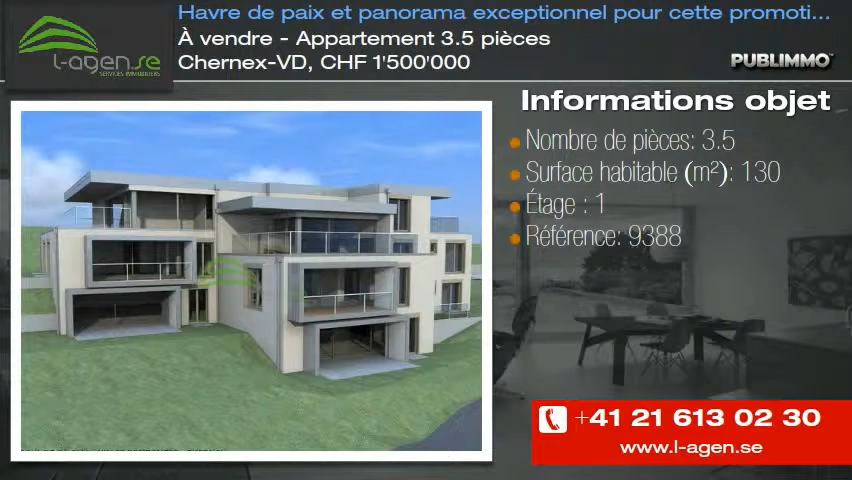 Havre de paix et panorama exceptionnel pour cette promoti...
l-agen.se
SERVICES IMMOBILIERS
À vendre - Appartement 3.5 pièces
Chernex-VD, CHF 1'500'000
PUBLIMMO
Informations objet
Nombre de pièces: 3.5
Surface habitable (m²): 130
Étage : 1
Référence: 9388
+41 21 613 02 30
www.l-agen.se